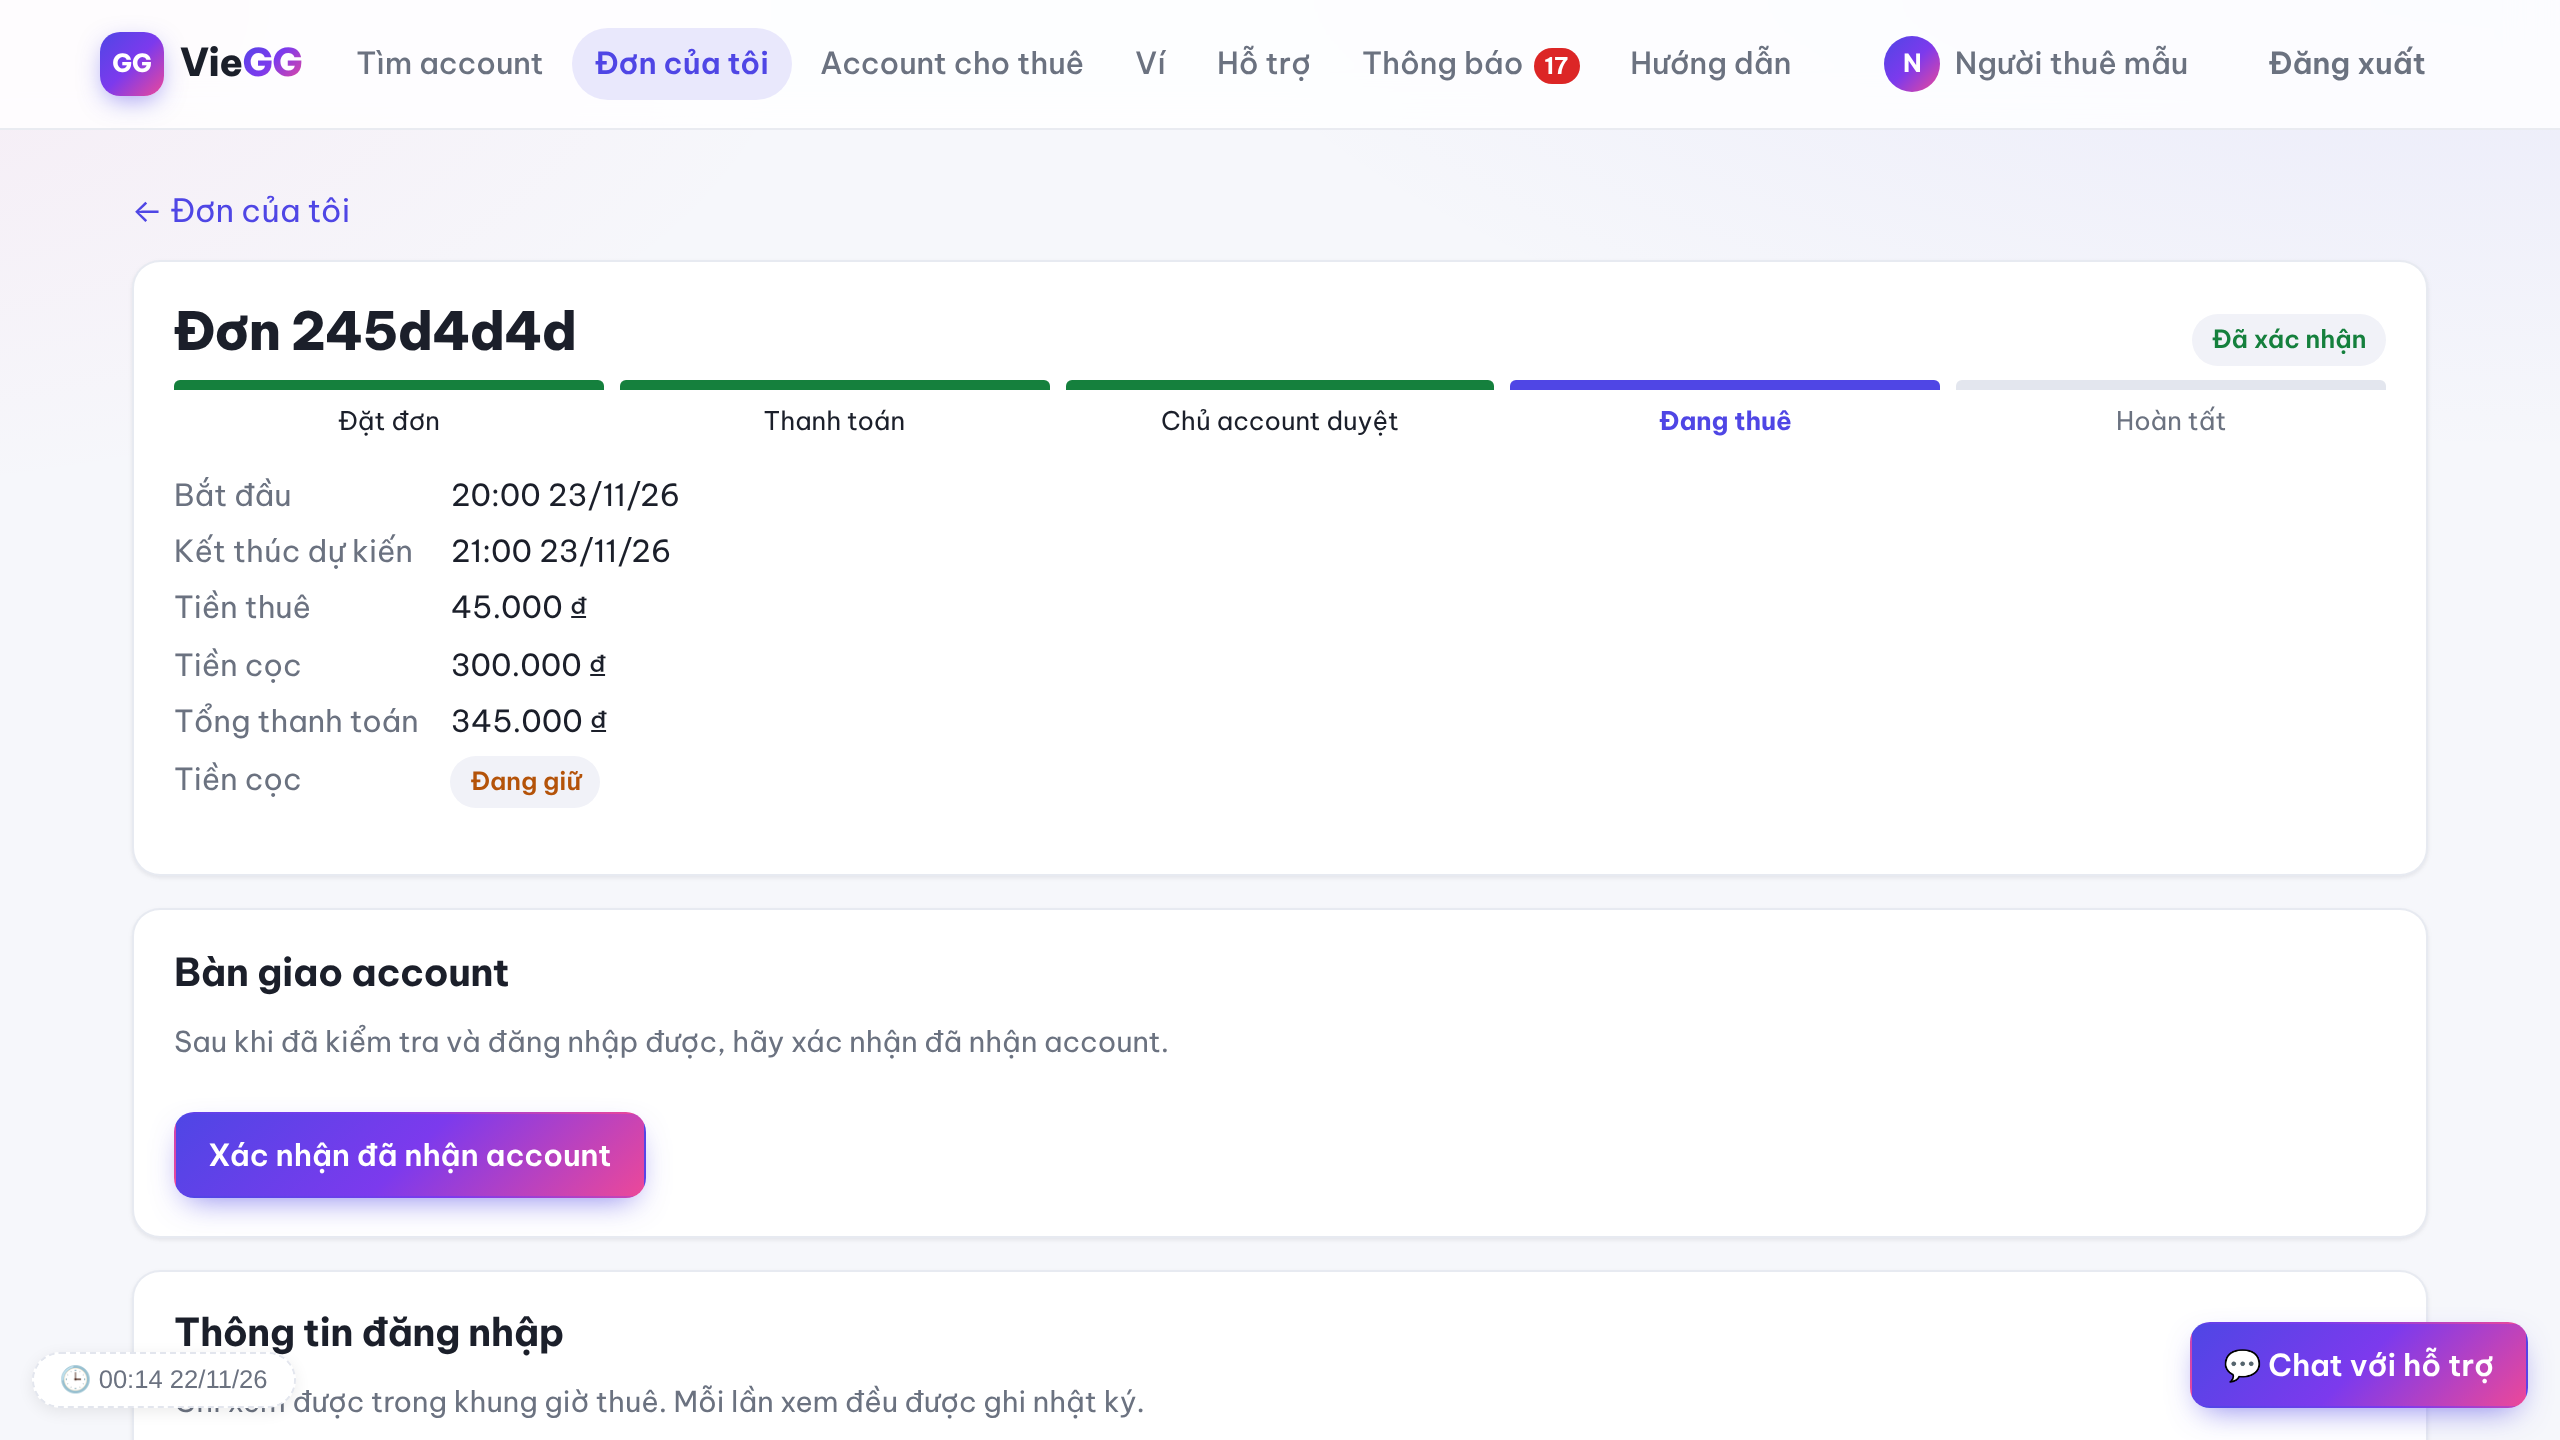 GG VieGG Tìm account Đơn của tôi Account cho thuê Ví Hỗ trợ Thông báo 17 Hướng dẫn N Người thuê mẫu Đăng xuất
← Đơn của tôi
Đơn 245d4d4d
Đã xác nhận
Đặt đơn Thanh toán Chủ account duyệt Đang thuê Hoàn tất
Bắt đầu 20:00 23/11/26
Kết thúc dự kiến 21:00 23/11/26
Tiền thuê 45.000 ₫
Tiền cọc 300.000 ₫
Tổng thanh toán 345.000 ₫
Tiền cọc Đang giữ
Bàn giao account
Sau khi đã kiểm tra và đăng nhập được, hãy xác nhận đã nhận account.
Xác nhận đã nhận account
Thông tin đăng nhập
được trong khung giờ thuê. Mỗi lần xem đều được ghi nhật ký.
🕒 00:14 22/11/26
💬 Chat với hỗ trợ